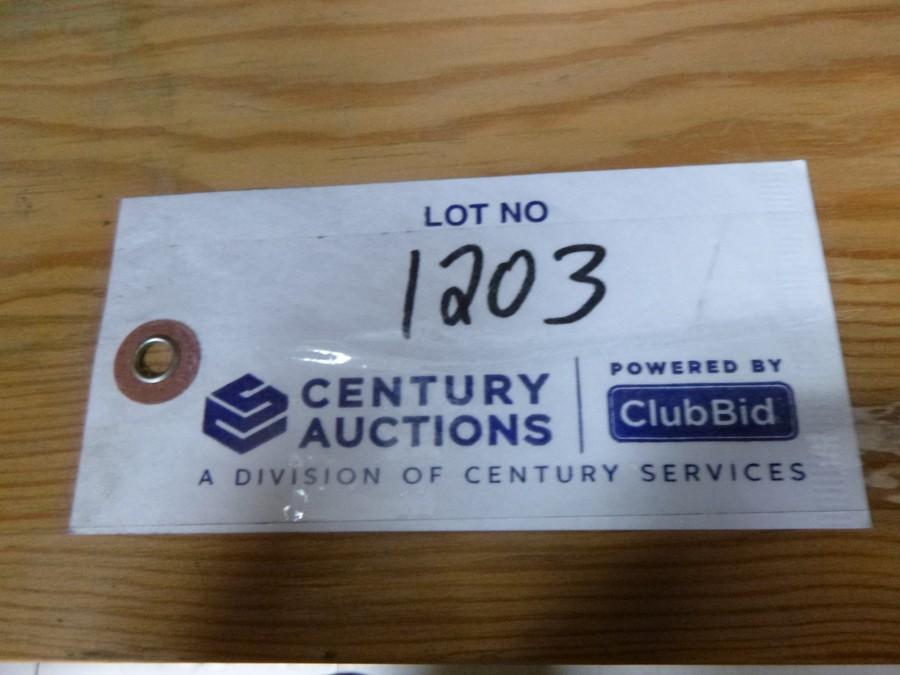 LOT NO
1203
CENTURY
AUCTIONS
POWERED BY
ClubBid
A DIVISION OF CENTURY SERVICES